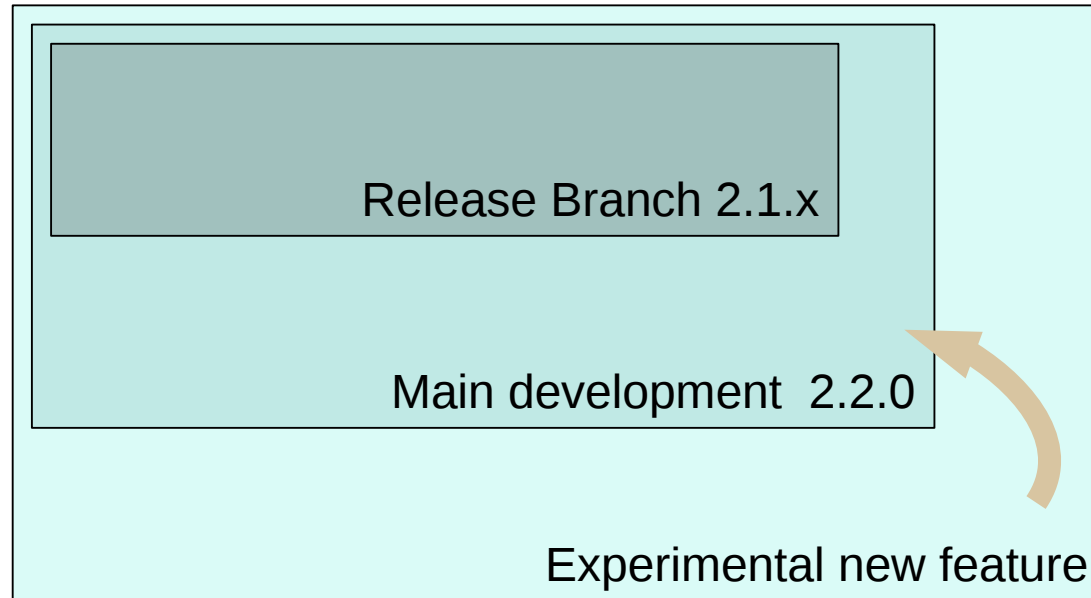 Release Branch 2.1.x
Main development  2.2.0
Experimental new feature